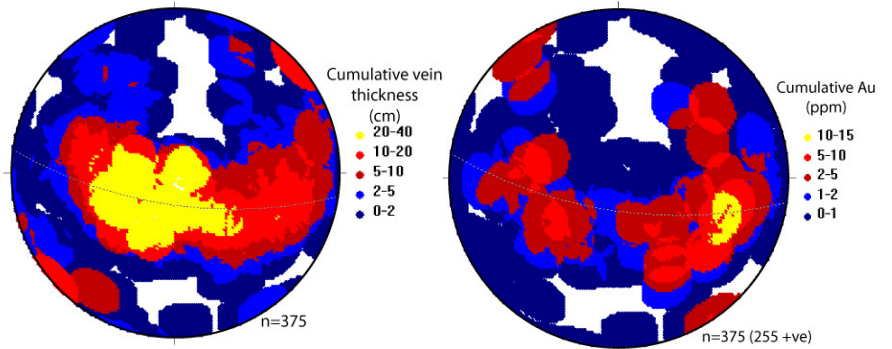 Cumulative vein
thickness
(cm)
20-40
10-20
5-10
2-5
0-2
n=375
Cumulative Au
(ppm)
10-15
5-10
2-5
1-2
0-1
n=375 (255 +ve)